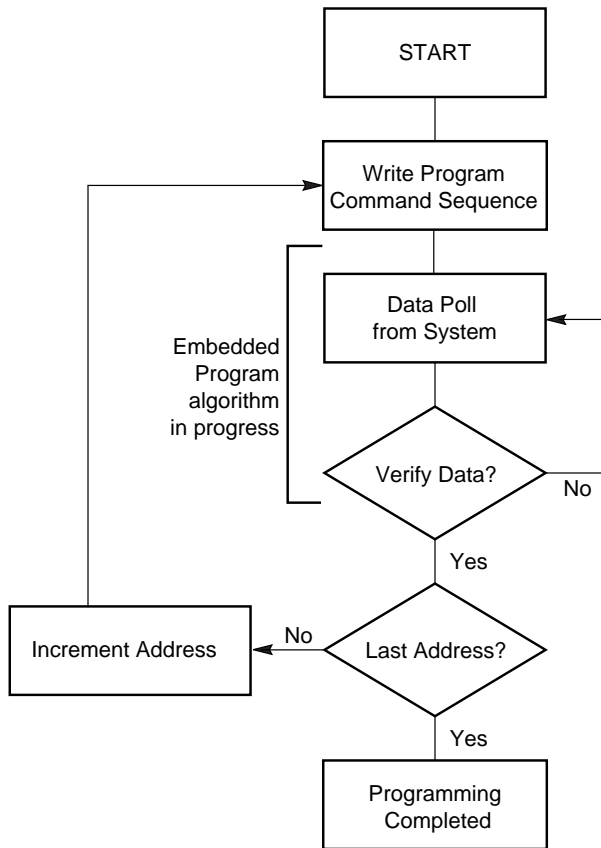 START
Write Program
Command Sequence
Data Poll
from System
Embedded
Program
algorithm
in progress
Verify Data?
No
Yes
Increment Address
No
Last Address?
Yes
Programming
Completed